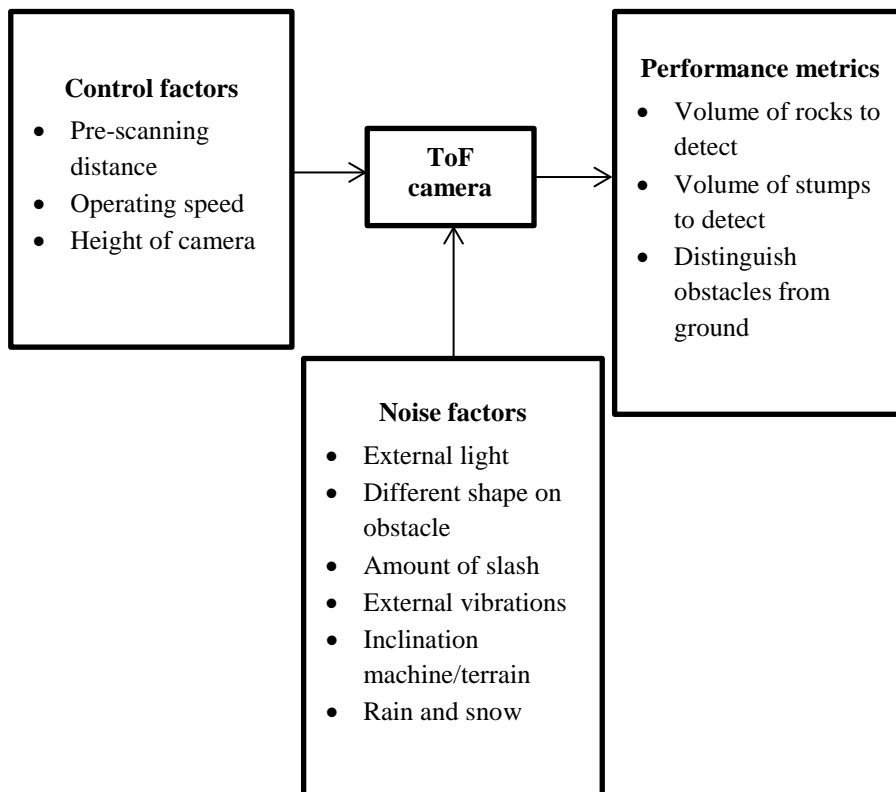 Control factors
• Pre-scanning
distance
• Operating speed
• Height of camera
ToF
camera
Performance metrics
• Volume of rocks to
detect
• Volume of stumps
to detect
• Distinguish
obstacles from
ground
Noise factors
• External light
• Different shape on
obstacle
• Amount of slash
• External vibrations
• Inclination
machine/terrain
• Rain and snow